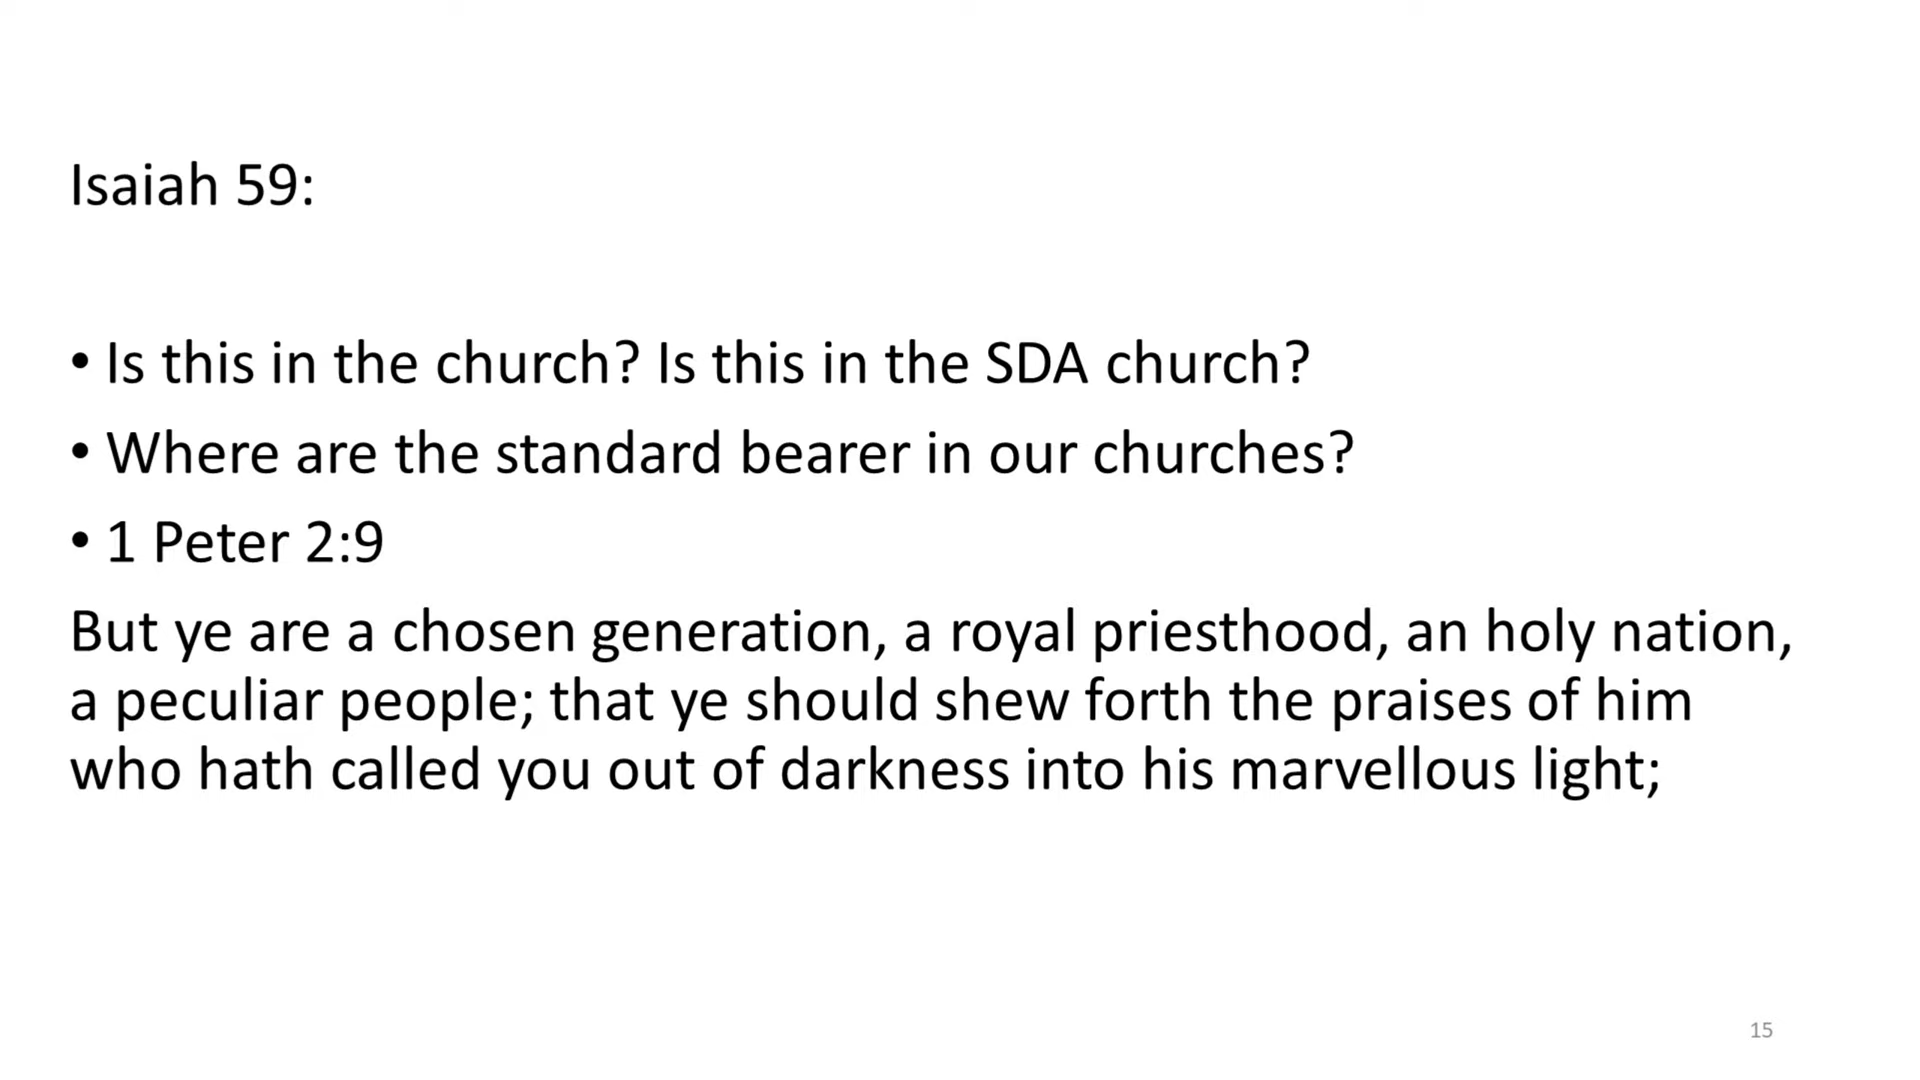 Isaiah 59:
• Is this in the church? Is this in the SDA church?
• Where are the standard bearer in our churches?
• 1 Peter 2:9
But ye are a chosen generation, a royal priesthood, an holy nation,
a peculiar people; that ye should shew forth the praises of him
who hath called you out of darkness into his marvellous light;
15